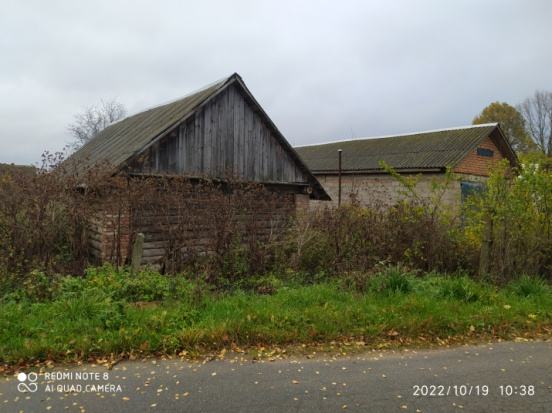 REDMI NOTE 8
AI QUAD CAMERA
2022/10/19 10:38